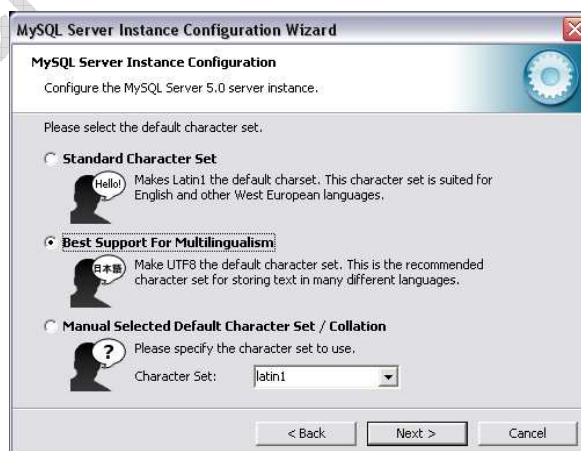 MySQL Server Instance Configuration Wizard
MySQL Server Instance Configuration
Configure the MySQL Server 5.0 server instance.
Please select the default character set.
Standard Character Set
Hello!
Makes Latin1 the default charset. This character set is suited for
English and other West European languages.
Best Support For Multilingualism
日本語
Make UTF8 the default character set. This is the recommended
character set for storing text in many different languages.
Manual Selected Default Character Set / Collation
?
Please specify the character set to use.
Character Set: latin1
< Back Next > Cancel